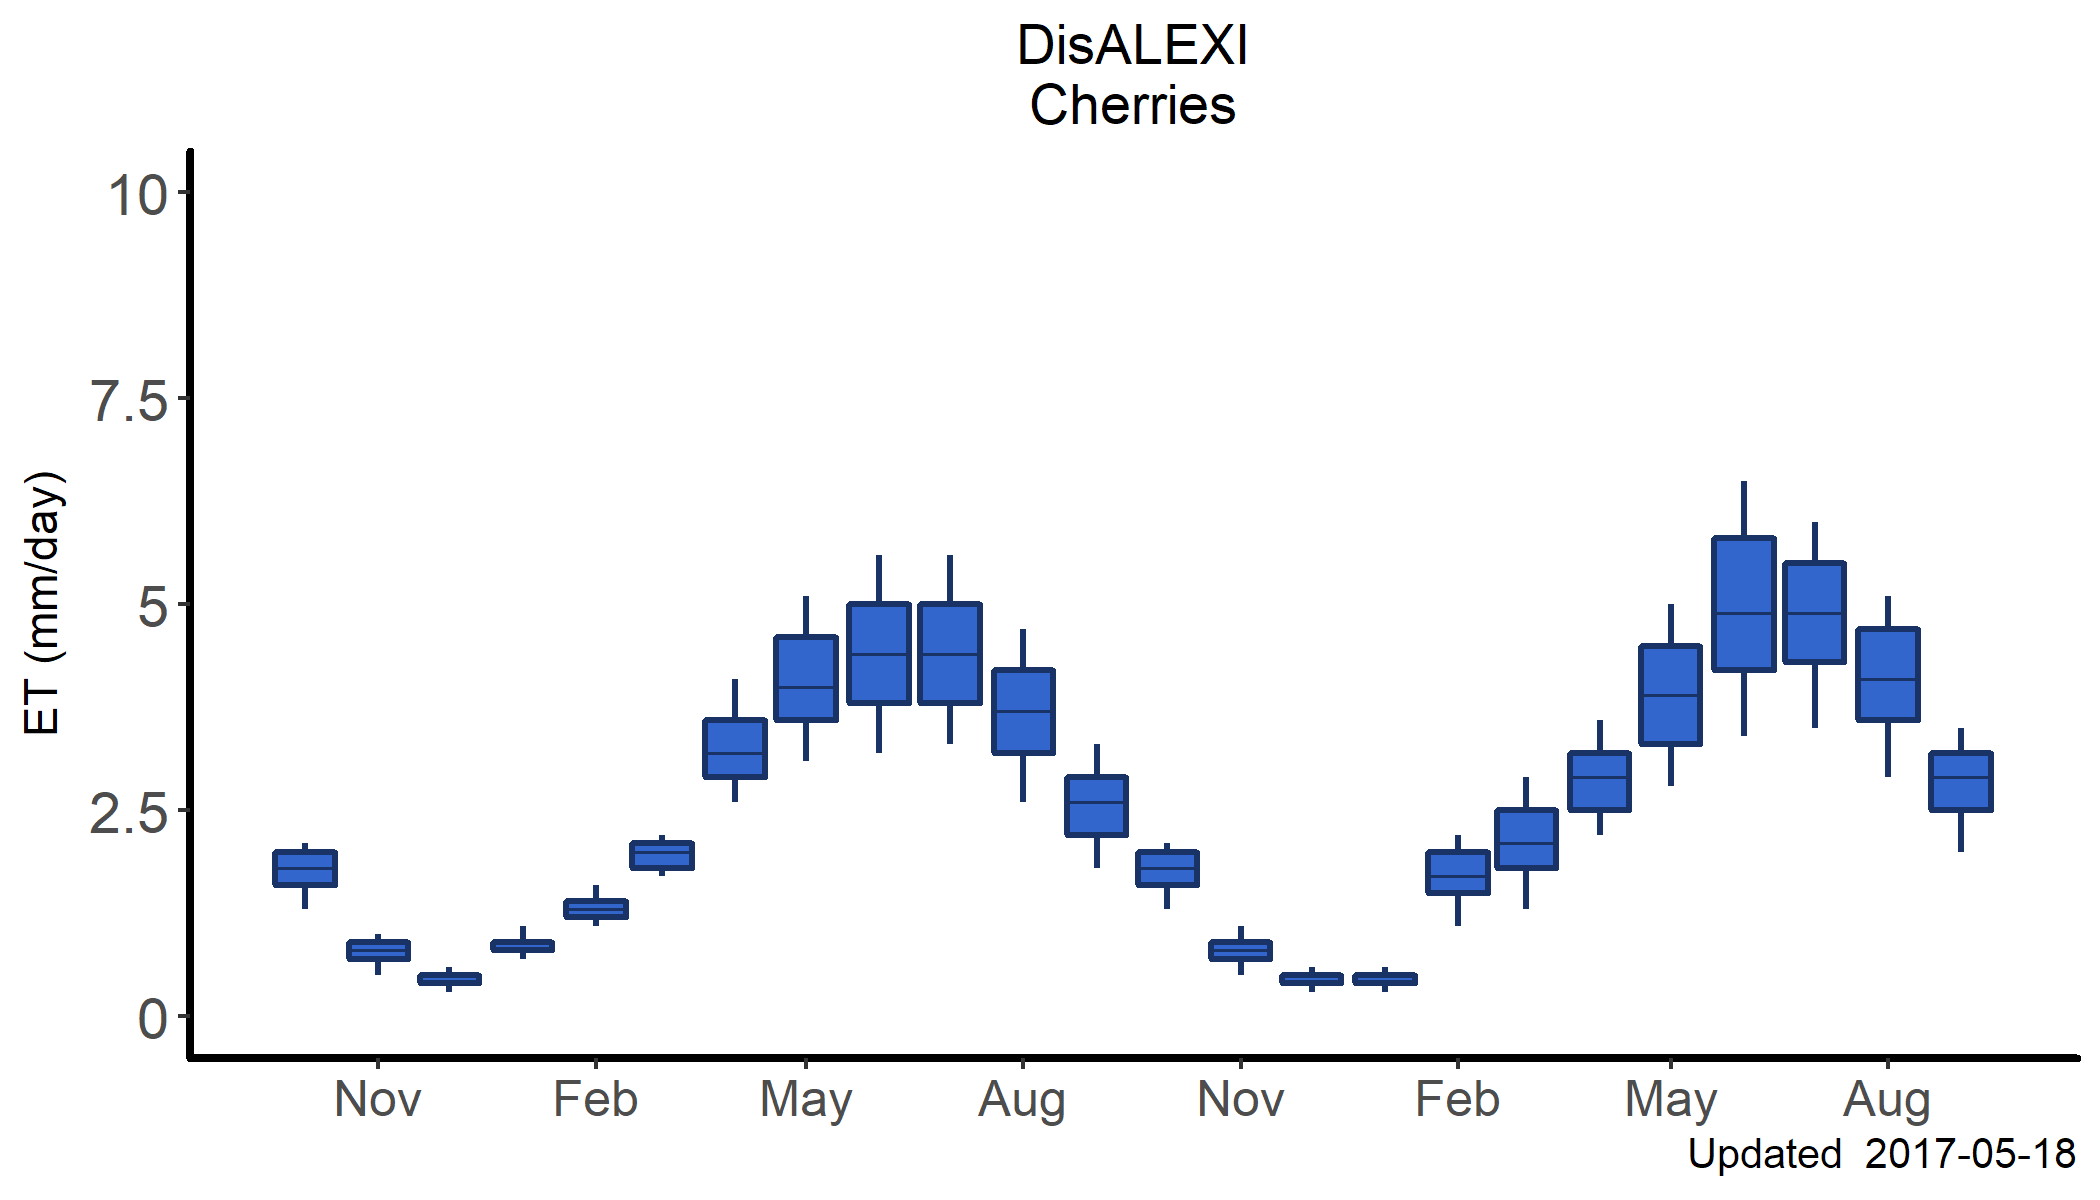 DisALEXI
Cherries
10
7.5
5
2.5
0
ET (mm/day)
Nov Feb May Aug Nov Feb May Aug
Updated  2017-05-18